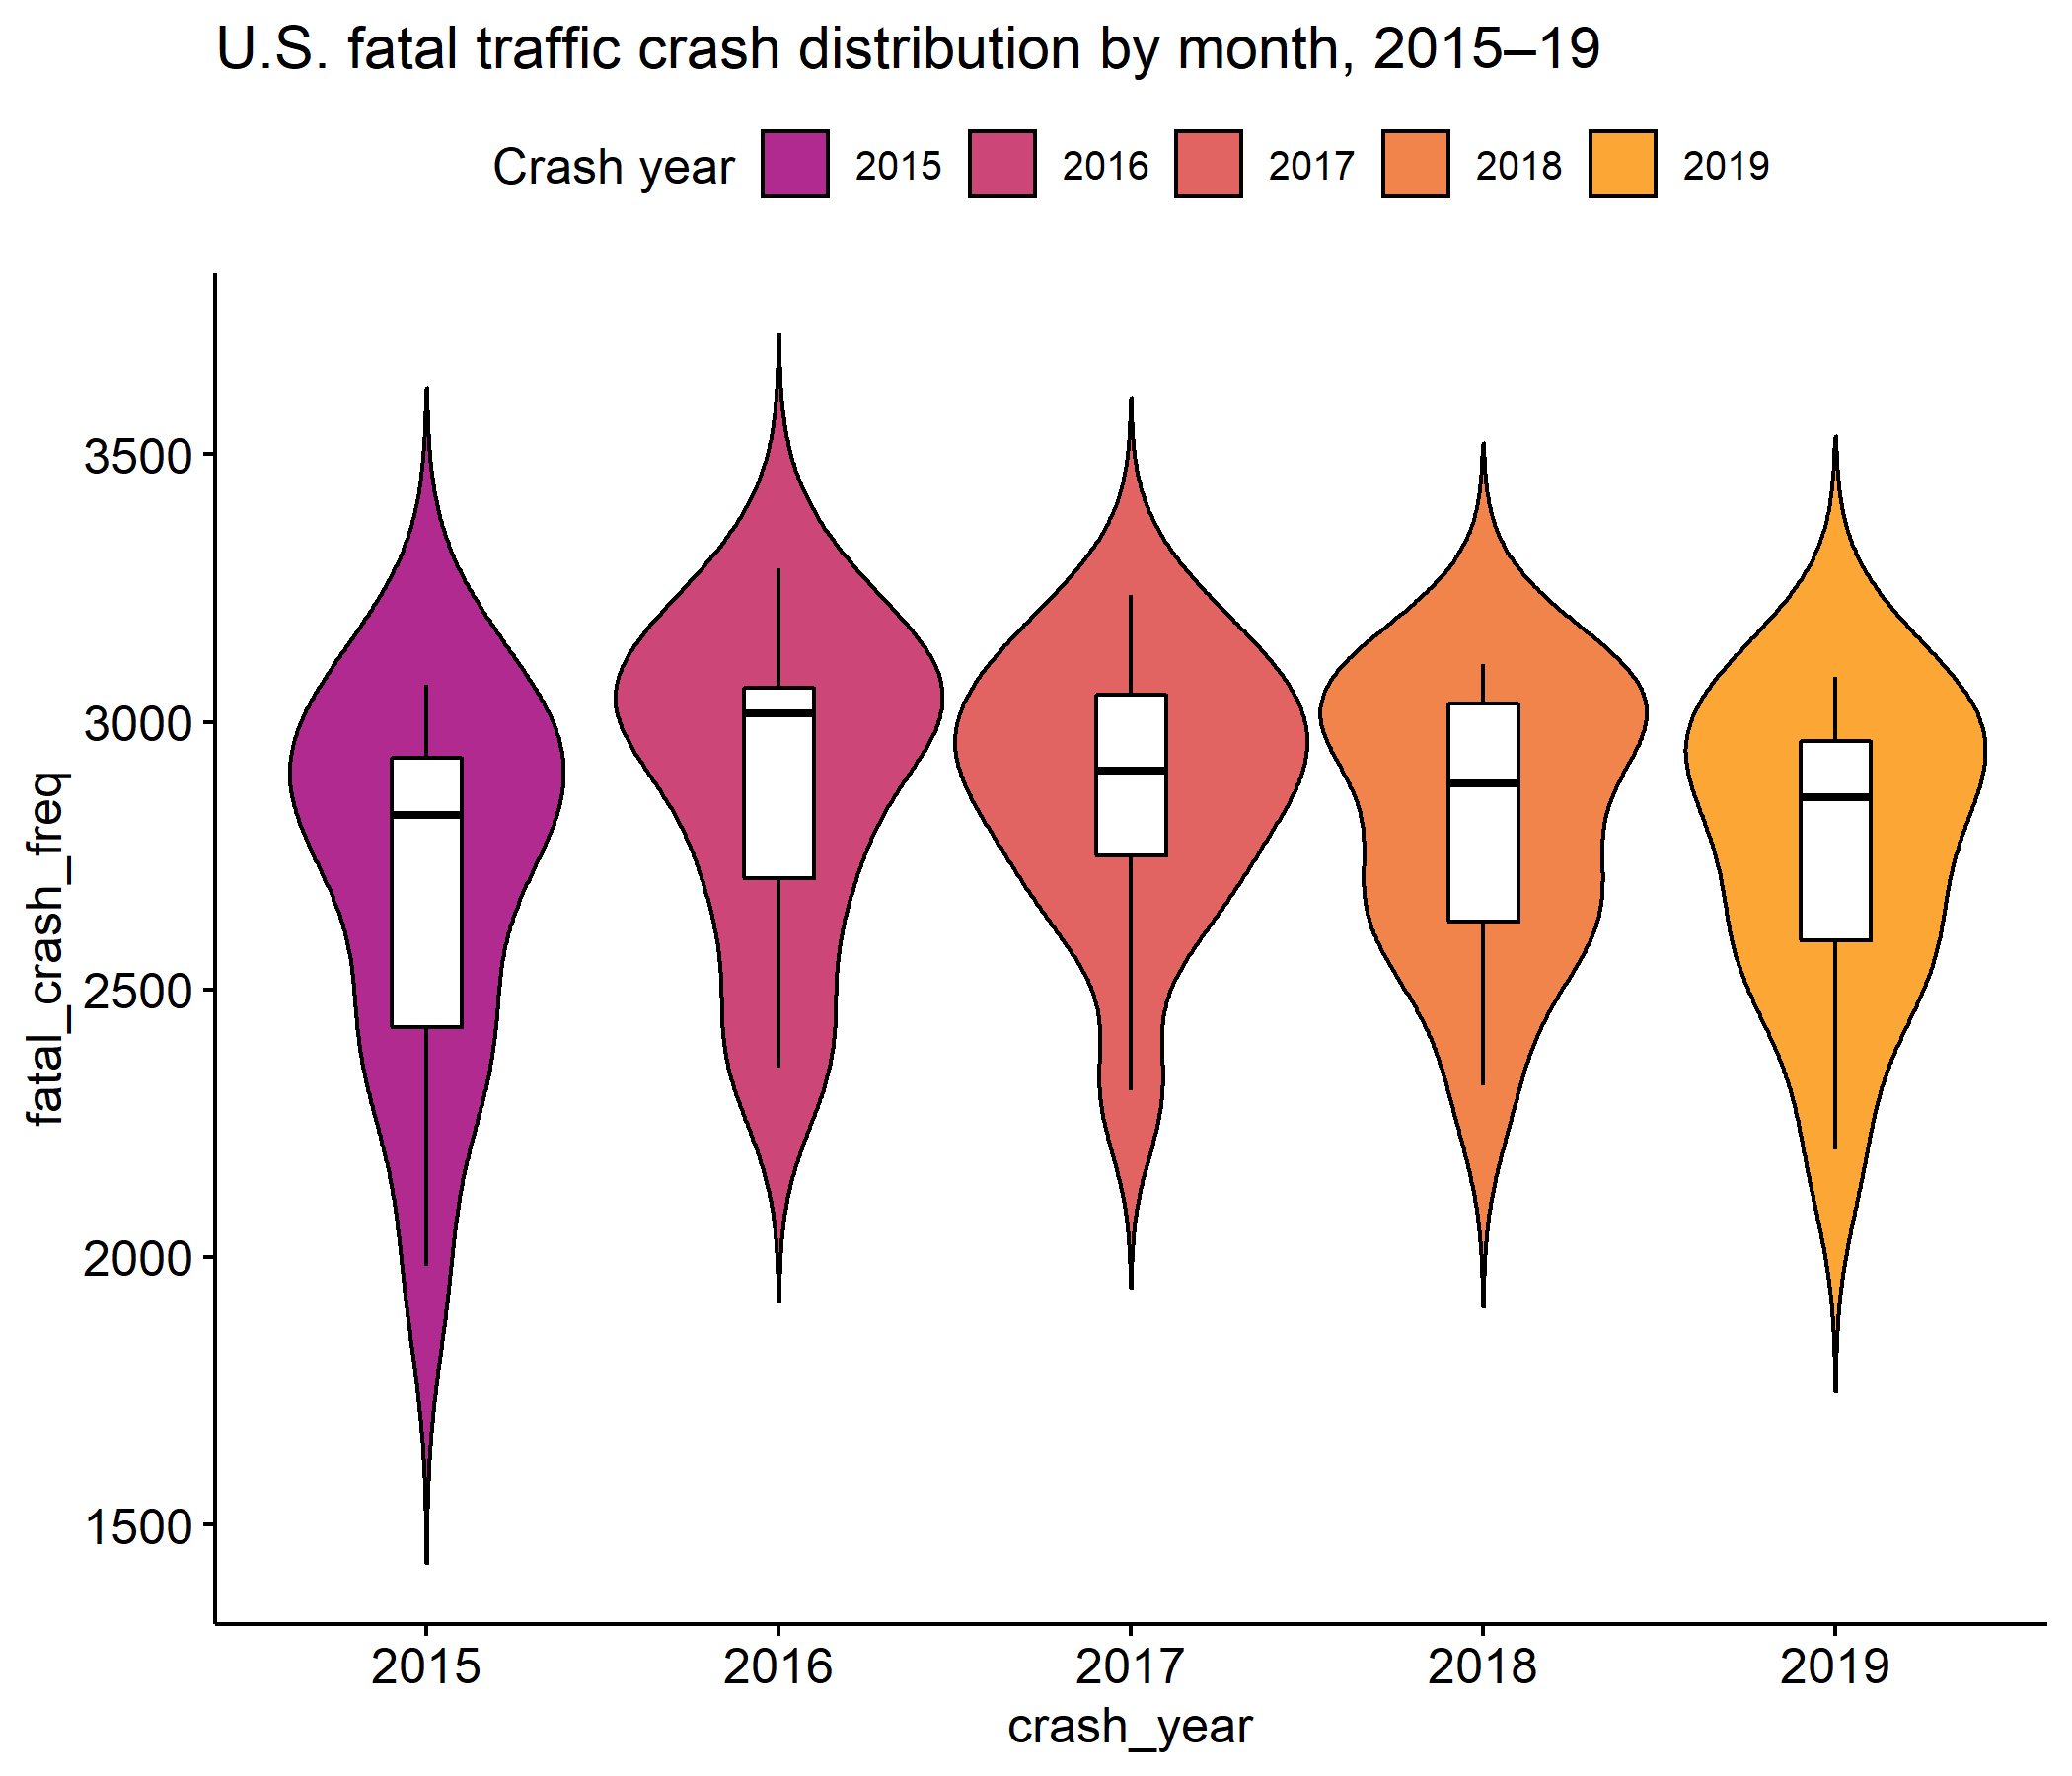 U.S. fatal traffic crash distribution by month, 2015–19
Crash year 2015 2016 2017 2018 2019
fatal_crash_freq
3500
3000
2500
2000
1500
2015 2016 2017 2018 2019
crash_year